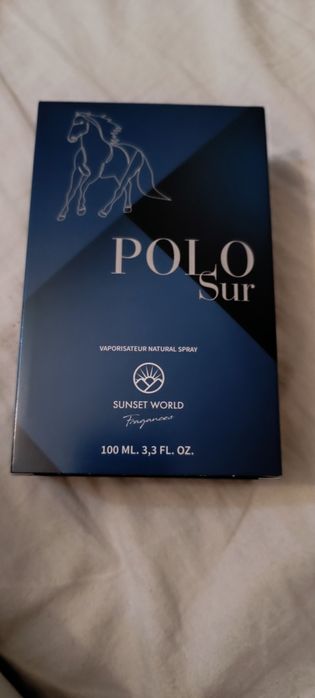 POLO
Sur
VAPORISATEUR NATURAL SPRAY
SUNSET WORLD
Fragances
100 ML. 3,3 FL. OZ.